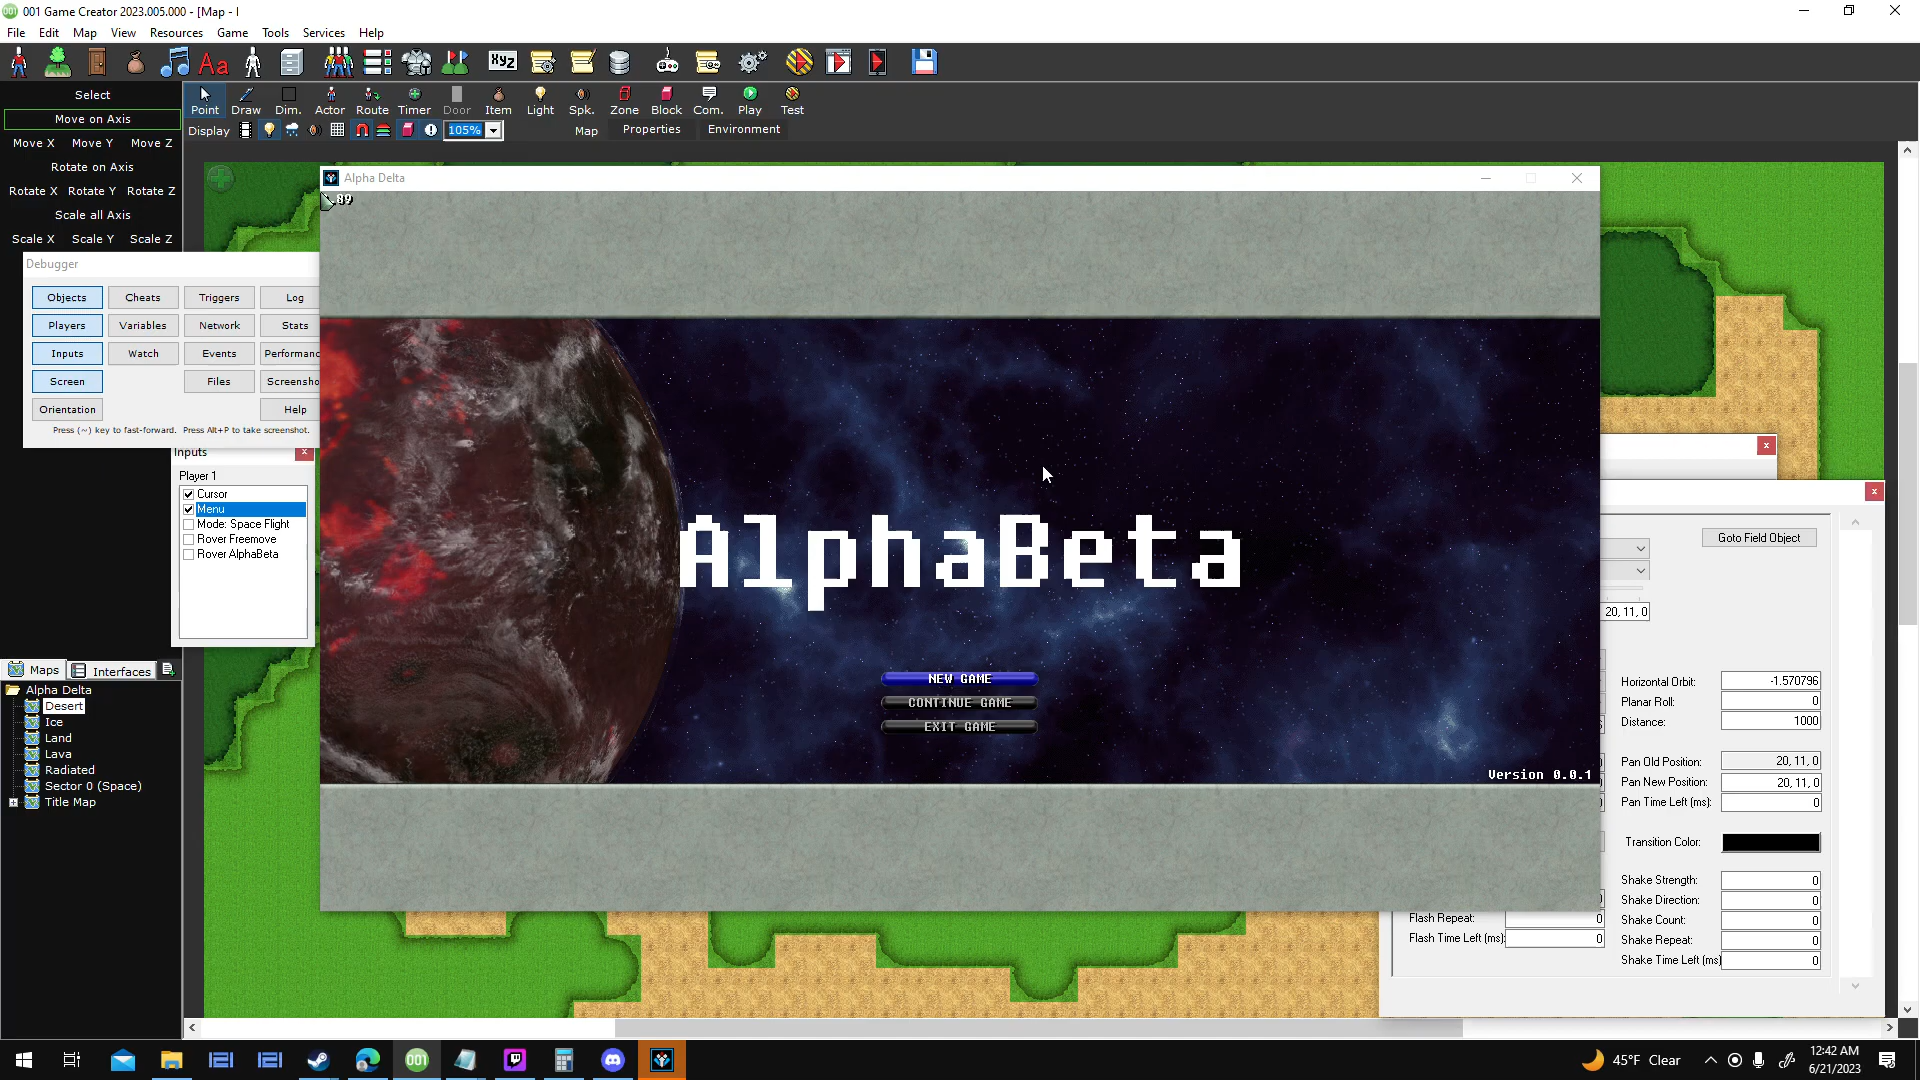 001 Game Creator 2023.005.000 - [Map - I
File Edit Map View Resources Game Tools Services Help
Aa XYZ
Select
Move on Axis
Move X Move Y Move Z
Rotate on Axis
Rotate X Rotate Y Rotate Z
Scale all Axis
Scale X Scale Y Scale Z
Point Draw Dim. Actor Route Timer Door Item Light Spk. Zone Block Com. Play Test
Display 105% Map Properties Environment
Alpha Delta
89
Debugger
Objects Cheats Triggers Log
Players Variables Network Stats
Inputs Watch Events Performanc
Screen Files Screensho
Orientation Help
Press (~) key to fast-forward. Press Alt+P to take screenshot.
Inputs
Player 1
Cursor
Menu
Mode: Space Flight
Rover Freemove
Rover AlphaBeta
AlphaBeta
NEW GAME
CONTINUE GAME
EXIT GAME
Version 0.0.1
Goto Field Object
20, 11, 0
Horizontal Orbit: -1.570796
Planar Roll: 0
Distance: 1000
Pan Old Position: 20, 11, 0
Pan New Position: 20, 11, 0
Pan Time Left (ms): 0
Transition Color:
Shake Strength: 0
Shake Direction: 0
Flash Repeat: 0 Shake Count: 0
Flash Time Left (ms): 0 Shake Repeat: 0
Shake Time Left (ms) 0
Maps Interfaces
Alpha Delta
Desert
Ice
Land
Lava
Radiated
Sector 0 (Space)
Title Map
001
45°F Clear
12:42 AM
6/21/2023